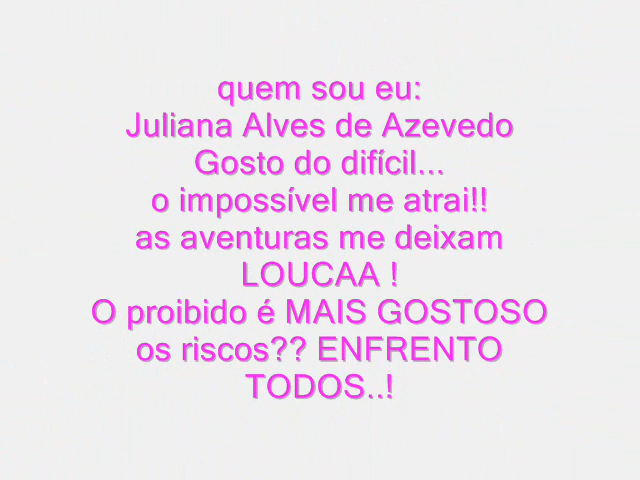 quem sou eu:
Juliana Alves de Azevedo
Gosto do difícil...
o impossível me atrai!!
as aventuras me deixam
LOUCAA !
O proibido é MAIS GOSTOSO
os riscos?? ENFRENTO
TODOS..!